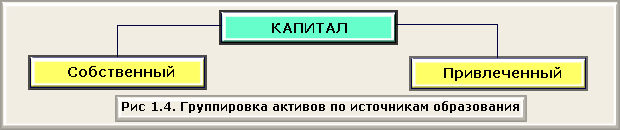 КАПИТАЛ
Собственный
Привлеченный
Рис 1.4. Группировка активов по источникам образования